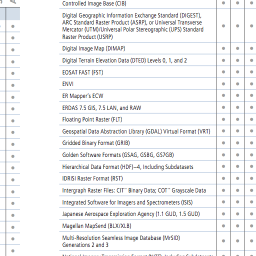 Controlled Image Base (CIB)
Digital Geographic Information Exchange Standard (DIGEST),
ARC Standard Raster Product (ASRP), or Universal Transverse
Mercator (UTM)/Universal Polar Stereographic (UPS) Standard
Raster Product (USRP)
Digital Image Map (DIMAP)
Digital Terrain Elevation Data (DTED) Levels 0, 1, and 2
EOSAT FAST (FST)
ENVI
ER Mapper's ECW
ERDAS 7.5 GIS, 7.5 LAN, and RAW
Floating Point Raster (FLT)
Geospatial Data Abstraction Library (GDAL) Virtual Format (VRT)
Gridded Binary Format (GRIB)
Golden Software Formats (GSAG, GSBG, GS7GB)
Hierarchical Data Format (HDF)–4, Including Subdatasets
IDRISI Raster Format (RST)
Intergraph Raster Files: CIT™ Binary Data; COT™ Grayscale Data
Integrated Software for Imagers and Spectrometers (ISIS)
Japanese Aerospace Exploration Agency (1.1 GUD, 1.5 GUD)
Magellan MapSend (BLX/XLB)
Multi-Resolution Seamless Image Database (MrSID)
Generations 2 and 3